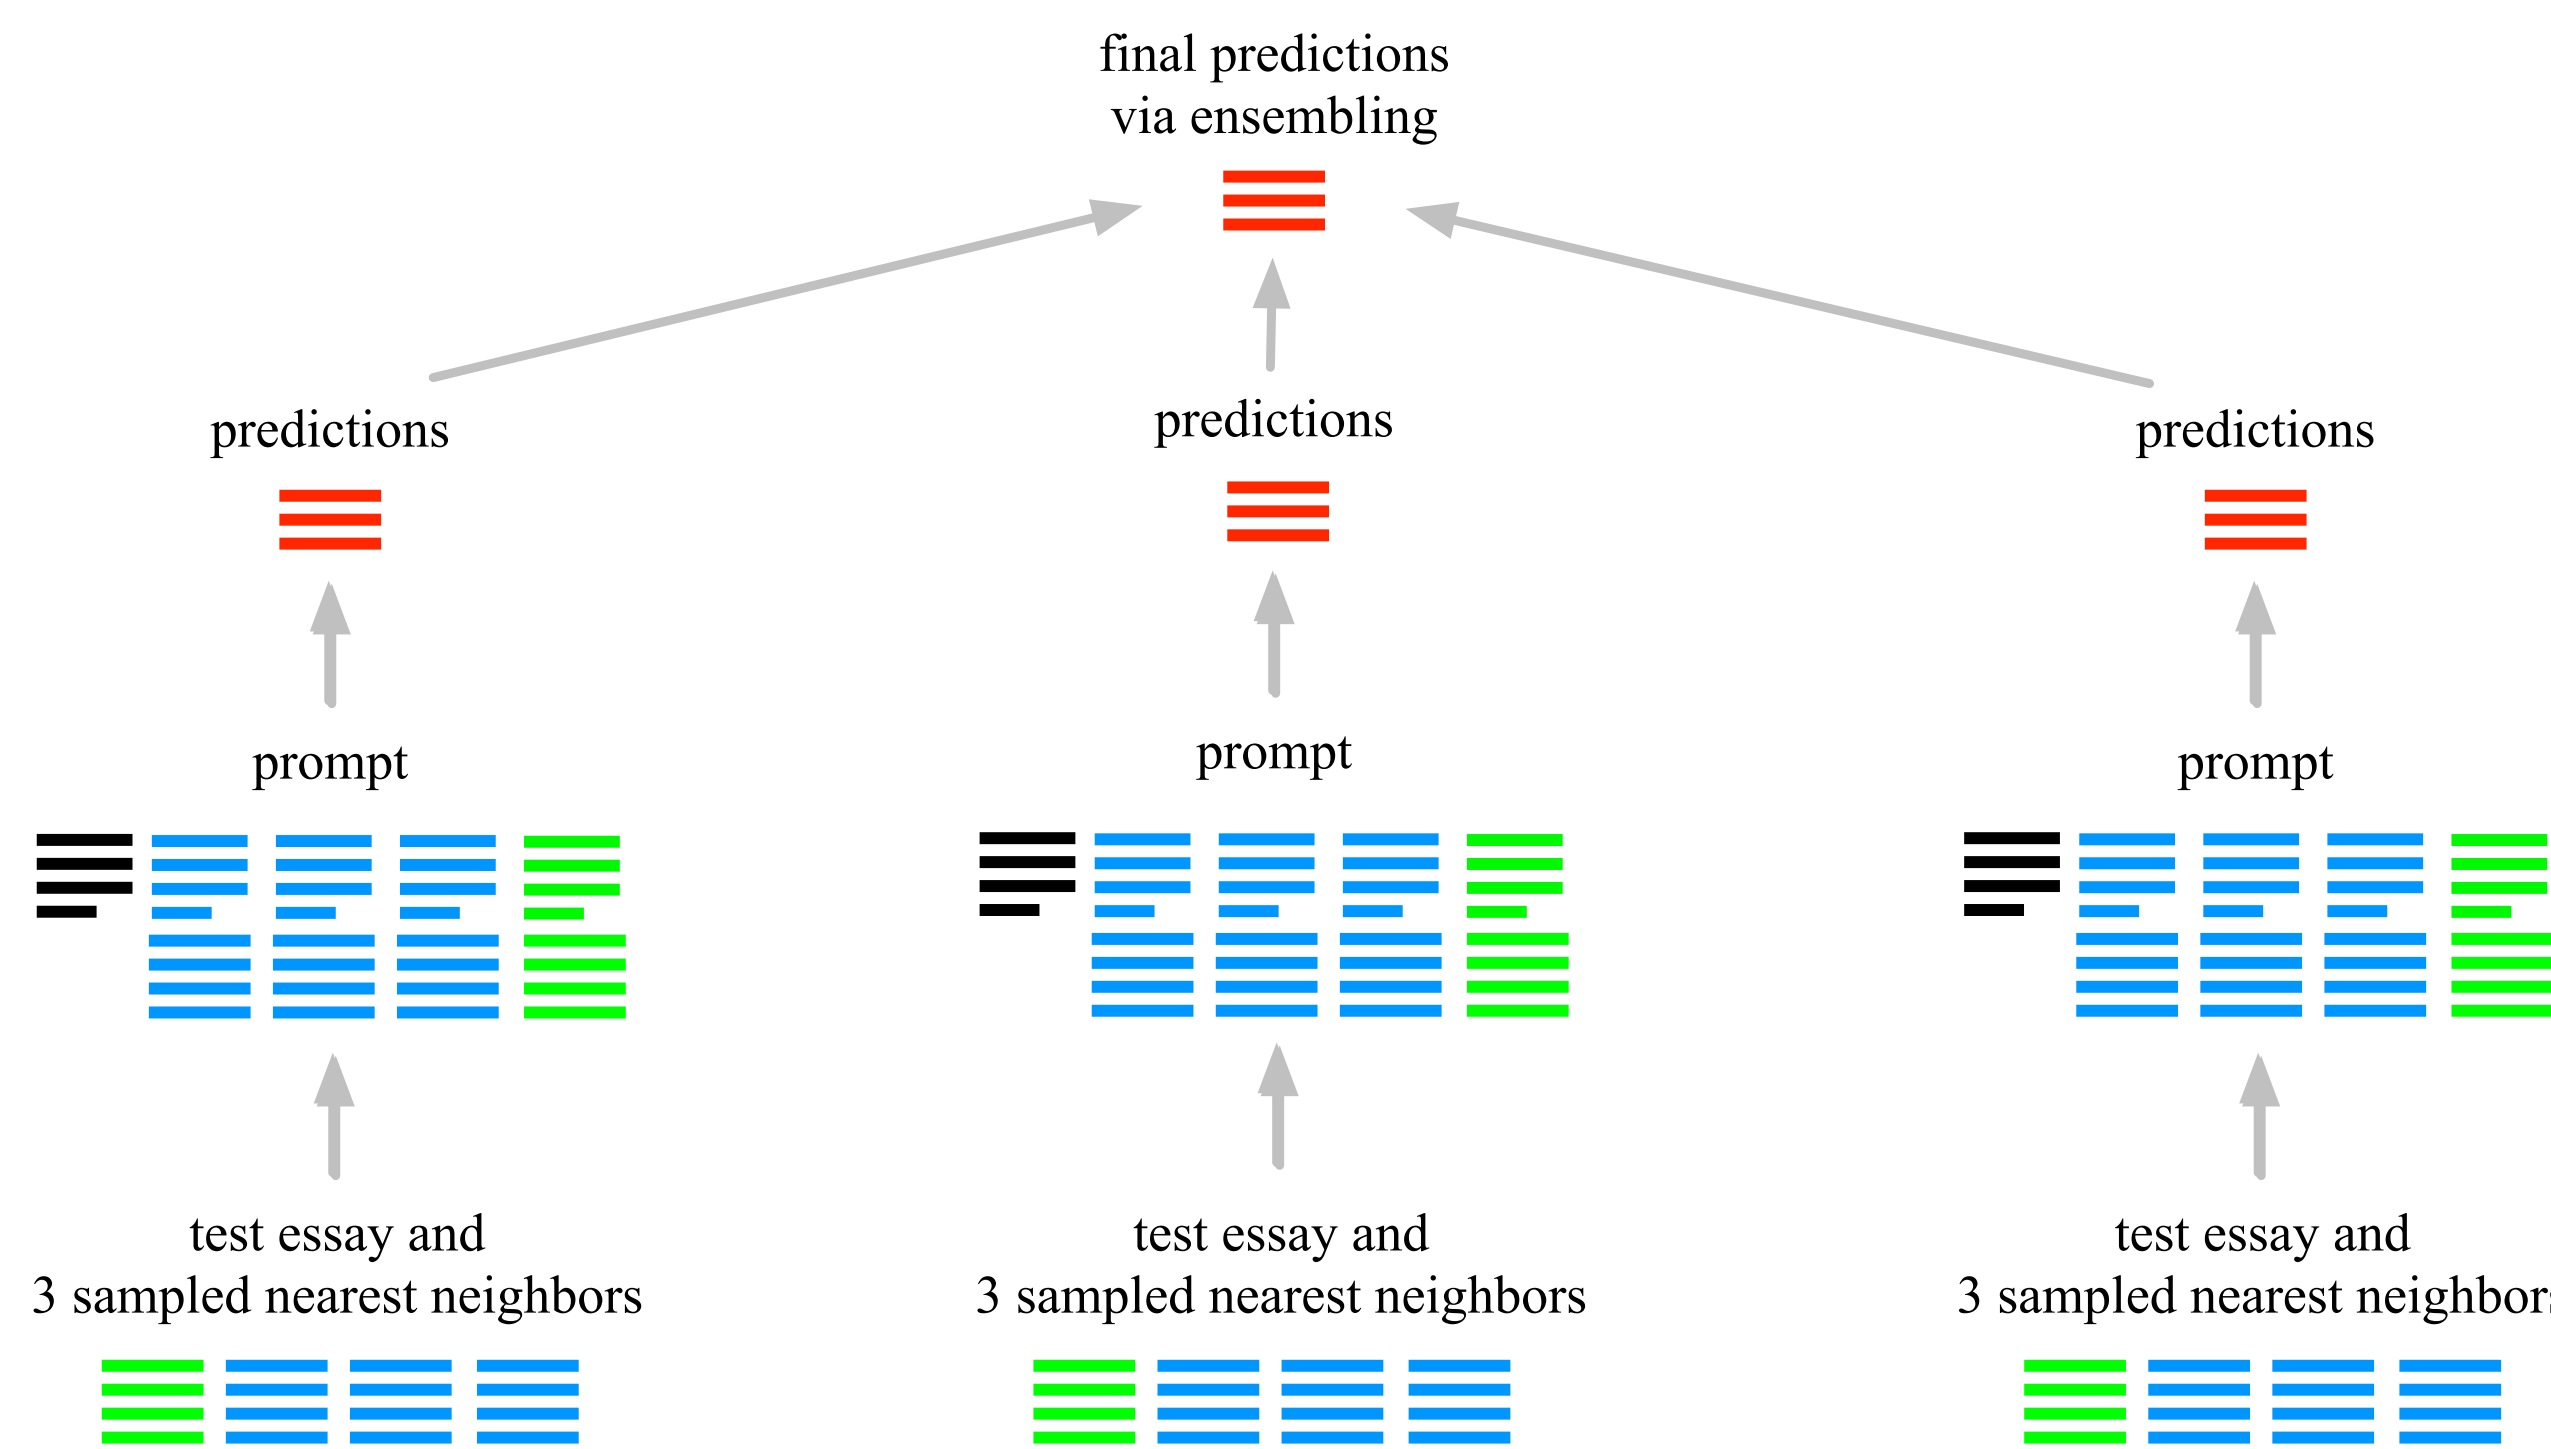 final predictions
via ensembling
predictions
predictions
predictions
prompt
prompt
prompt
test essay and
3 sampled nearest neighbors
test essay and
3 sampled nearest neighbors
test essay and
3 sampled nearest neighbors